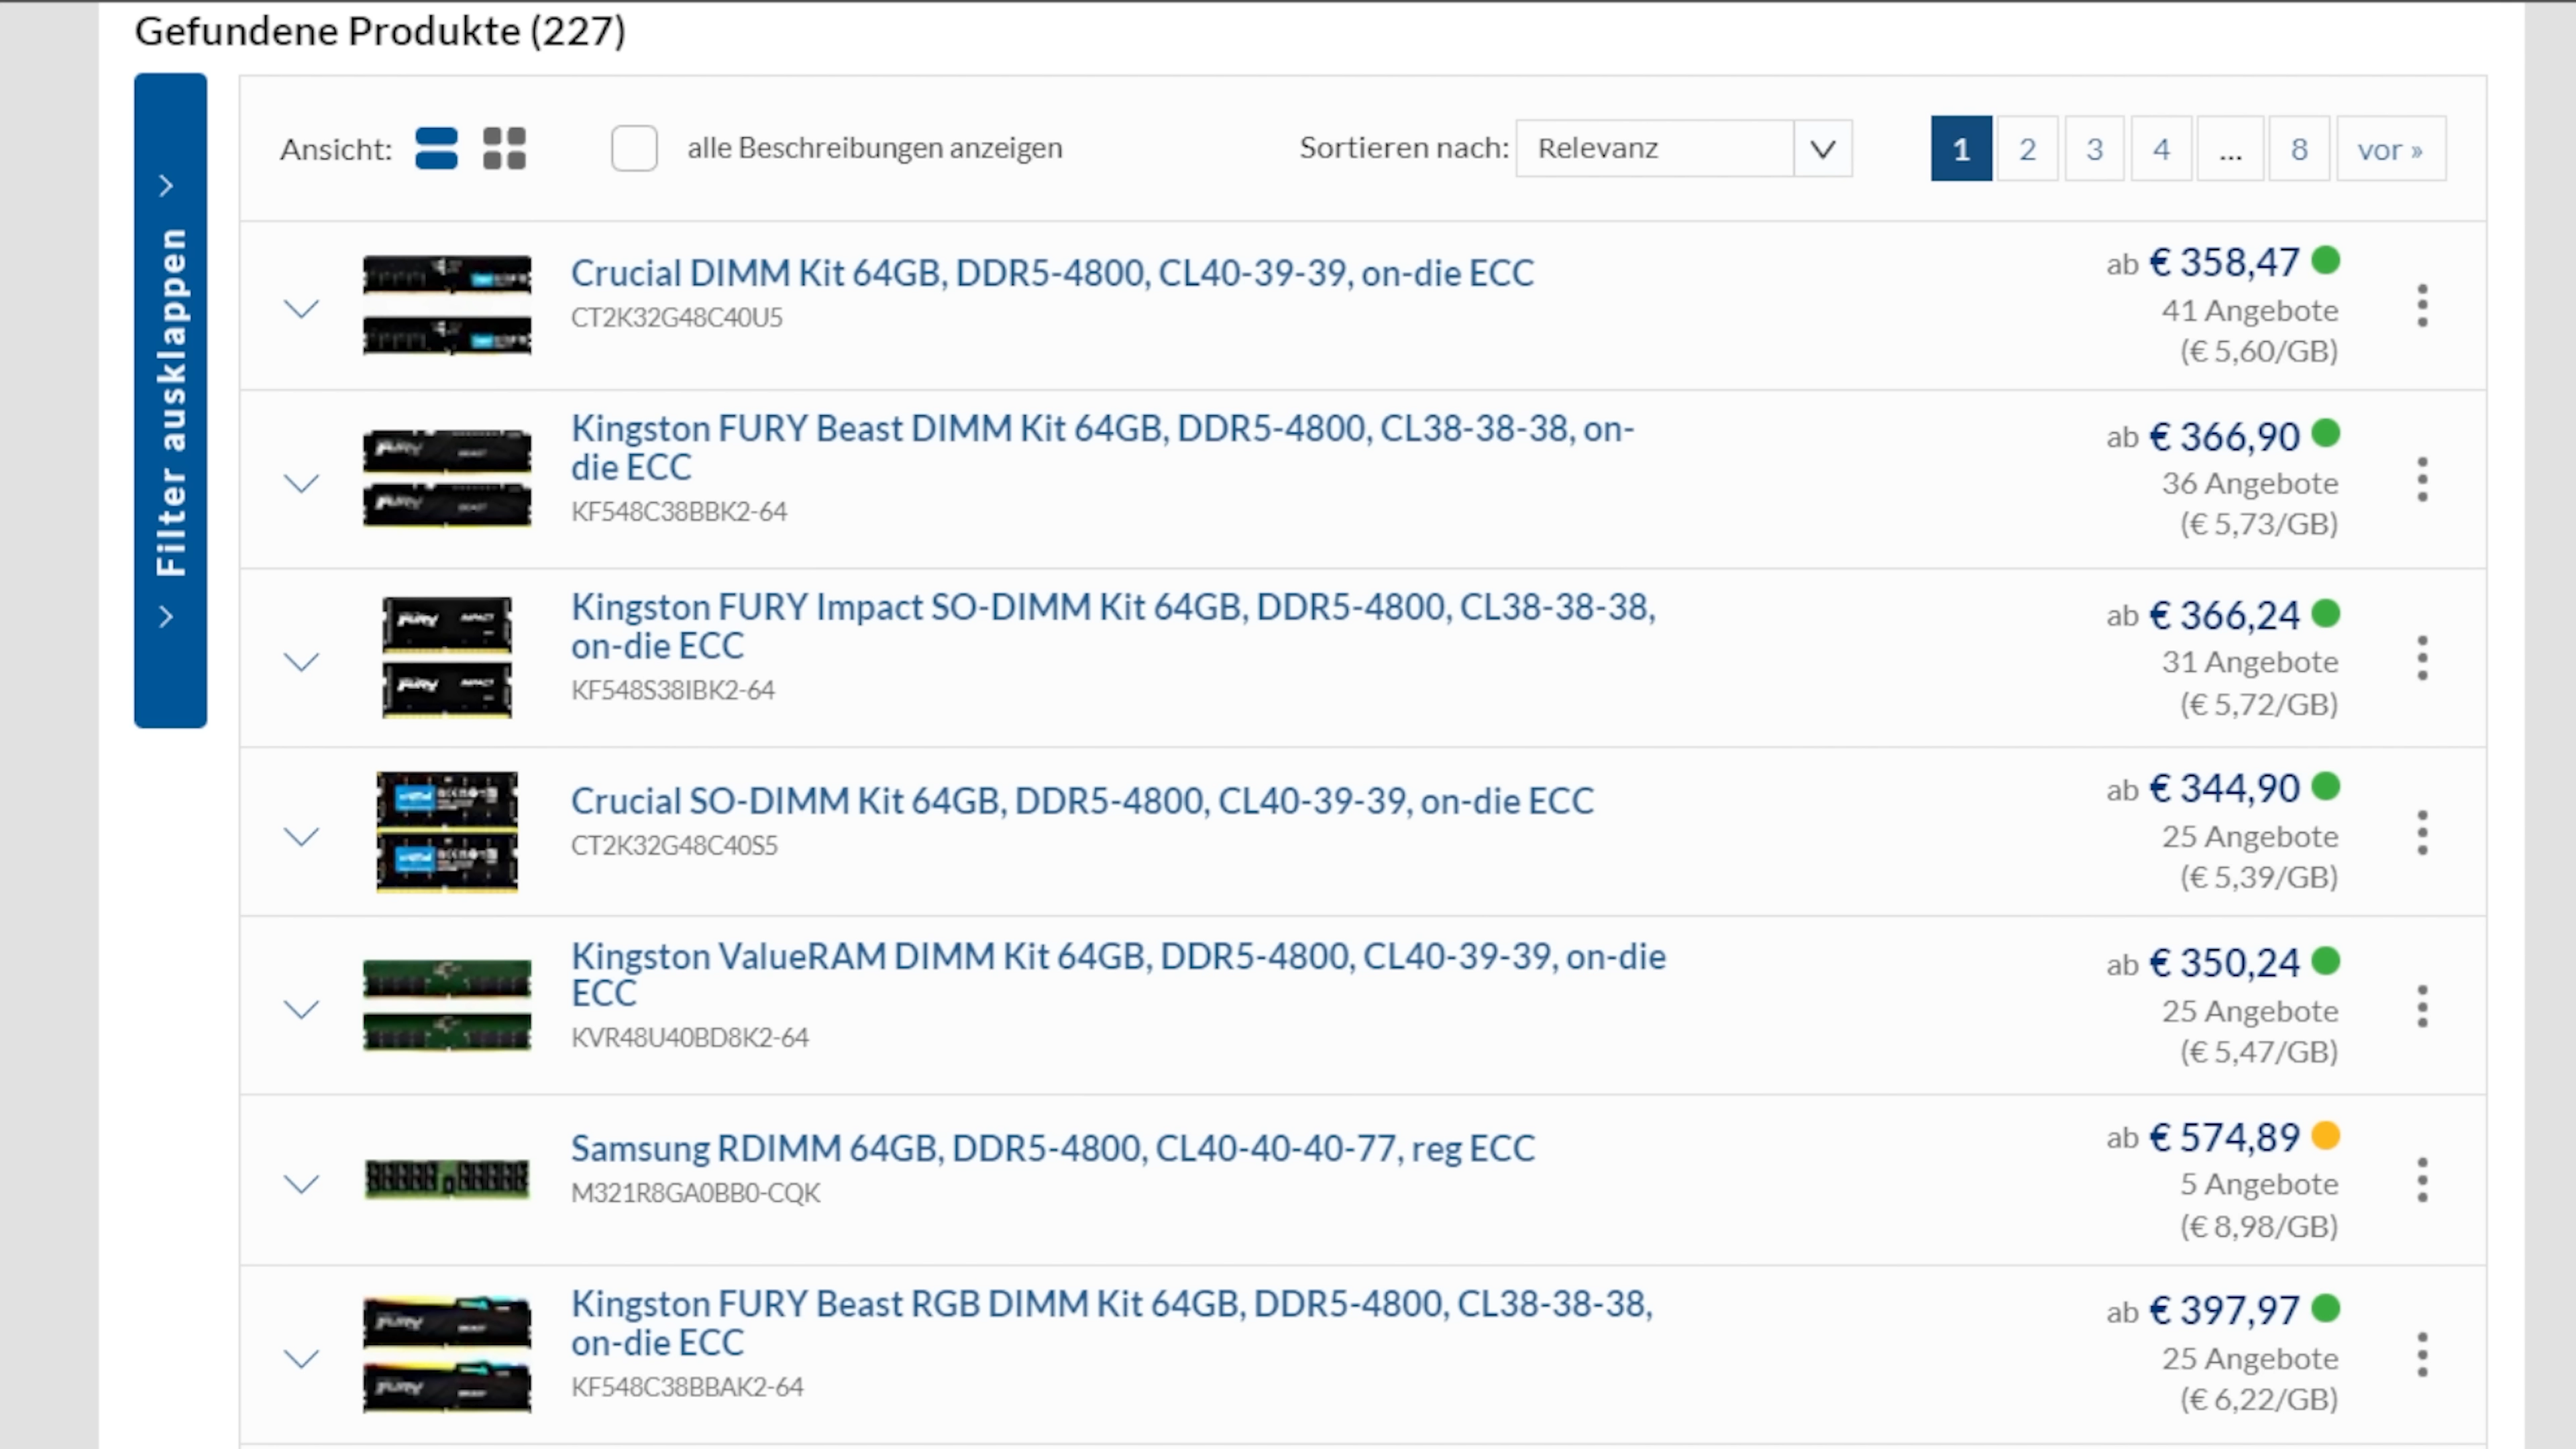 Gefundene Produkte (227)
Filter ausklappen
Ansicht:
alle Beschreibungen anzeigen
Sortieren nach: Relevanz
1 2 3 4 ... 8 vor »
Crucial DIMM Kit 64GB, DDR5-4800, CL40-39-39, on-die ECC
CT2K32G48C40U5
ab € 358,47
41 Angebote
(€ 5,60/GB)
Kingston FURY Beast DIMM Kit 64GB, DDR5-4800, CL38-38-38, on-
die ECC
KF548C38BBK2-64
ab € 366,90
36 Angebote
(€ 5,73/GB)
Kingston FURY Impact SO-DIMM Kit 64GB, DDR5-4800, CL38-38-38,
on-die ECC
KF548S38IBK2-64
ab € 366,24
31 Angebote
(€ 5,72/GB)
Crucial SO-DIMM Kit 64GB, DDR5-4800, CL40-39-39, on-die ECC
CT2K32G48C40S5
ab € 344,90
25 Angebote
(€ 5,39/GB)
Kingston ValueRAM DIMM Kit 64GB, DDR5-4800, CL40-39-39, on-die
ECC
KVR48U40BD8K2-64
ab € 350,24
25 Angebote
(€ 5,47/GB)
Samsung RDIMM 64GB, DDR5-4800, CL40-40-40-77, reg ECC
M321R8GA0BB0-CQK
ab € 574,89
5 Angebote
(€ 8,98/GB)
Kingston FURY Beast RGB DIMM Kit 64GB, DDR5-4800, CL38-38-38,
on-die ECC
KF548C38BBAK2-64
ab € 397,97
25 Angebote
(€ 6,22/GB)